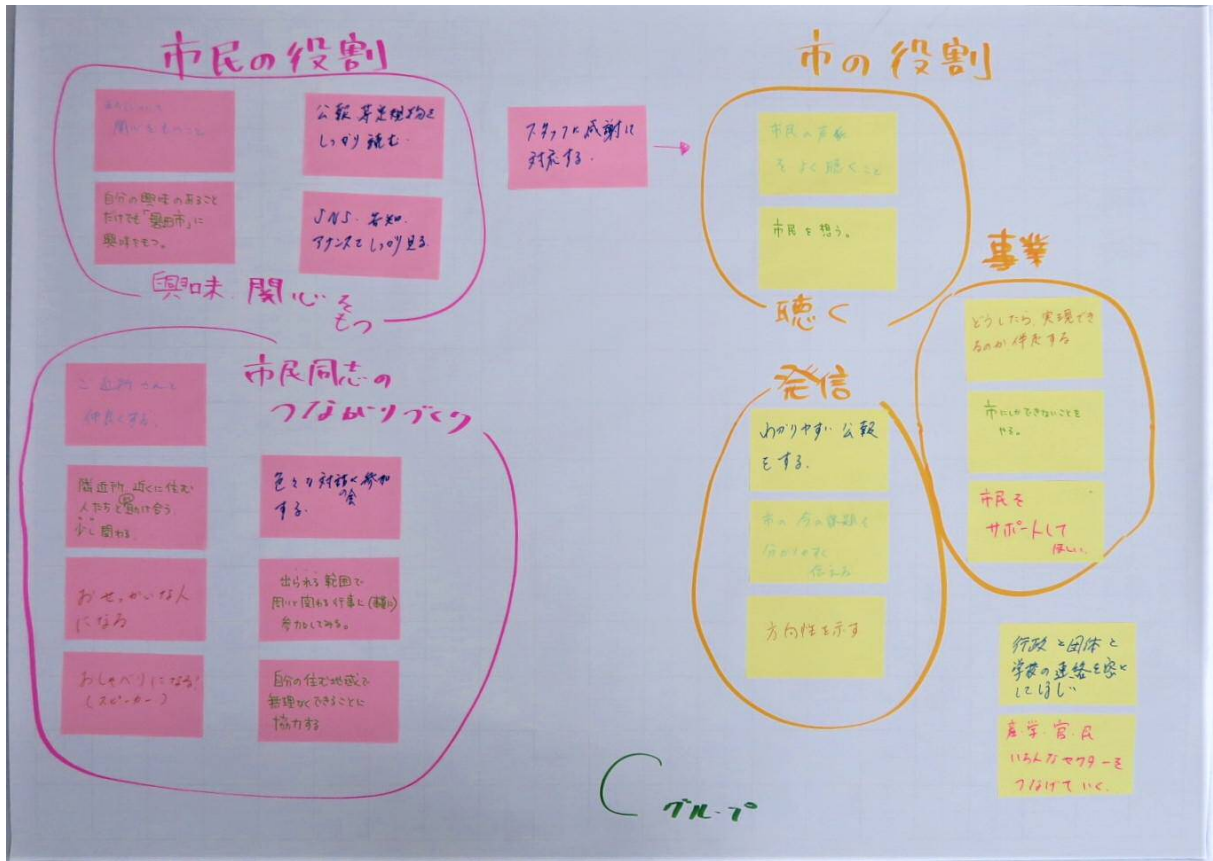 市民の役割
関心をもつこと
公報等定規物を
しっかり読む.
自分の興味のあること
だけでも「磐田市」に
興味をもつ。
SNS. 告知.
しっかり見る
興味.関心を
もつ
スタッフに感謝に
対応する.
市の役割
市民の声を
をよく聴くこと
市民を想う。
聴く
事業
どうしたら、実現でき
るのか伴走する
市にしかできないことを
やる。
市民を
サポートして
ほしい.
発信
わかりやすい公報
をする.
市の今の課題を
分かりやすく
伝える
方向性を示す
市民同志の
つながりづくり
ご近所さんと
仲良くする.
隣近所、近くに住む
人たちと助け合う
少し関わる.
色々な対話の会に参加
する.
おせっかいな人
になる
出られる範囲で
行事に(積極)
参加してみる。
おしゃべりになる!
(スピーカー)
自分の住む地域で
無理なくできることに
協力する
行政と団体と
学校の連絡を密に
してほしい
産.学.官.民
いろんなセクターを
つなげていく.
Cグループ